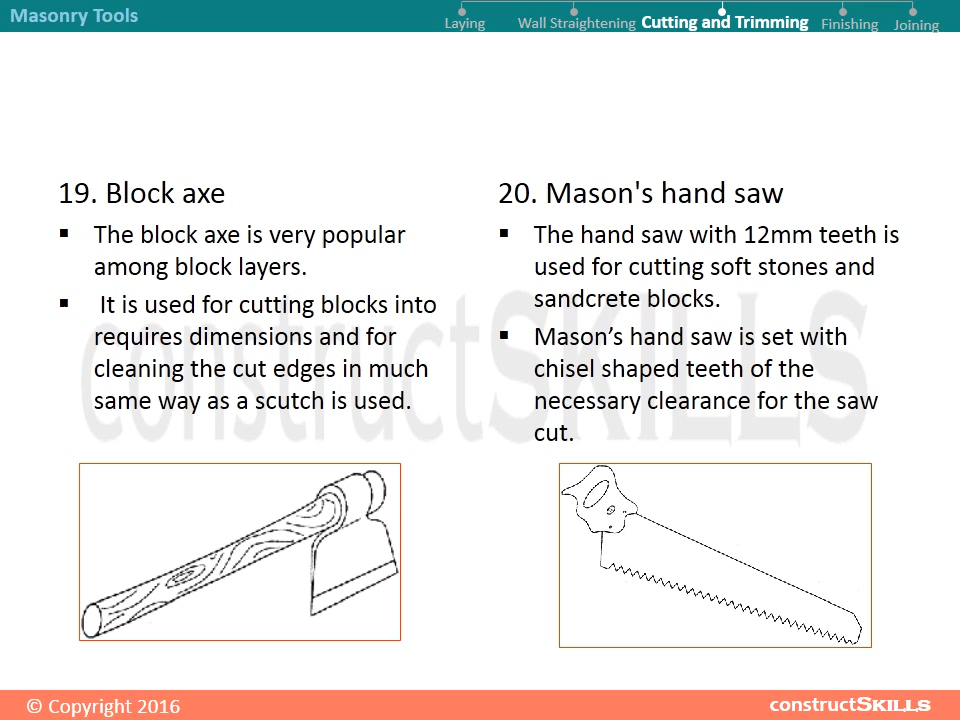 Masonry Tools
Laying
Wall Straightening
Cutting and Trimming
Finishing
Joining
19. Block axe
▪ The block axe is very popular
among block layers.
▪ It is used for cutting blocks into
requires dimensions and for
cleaning the cut edges in much
same way as a scutch is used.
20. Mason's hand saw
▪ The hand saw with 12mm teeth is
used for cutting soft stones and
sandcrete blocks.
▪ Mason’s hand saw is set with
chisel shaped teeth of the
necessary clearance for the saw
cut.
constructSKILLS
© Copyright 2016
constructSKILLS